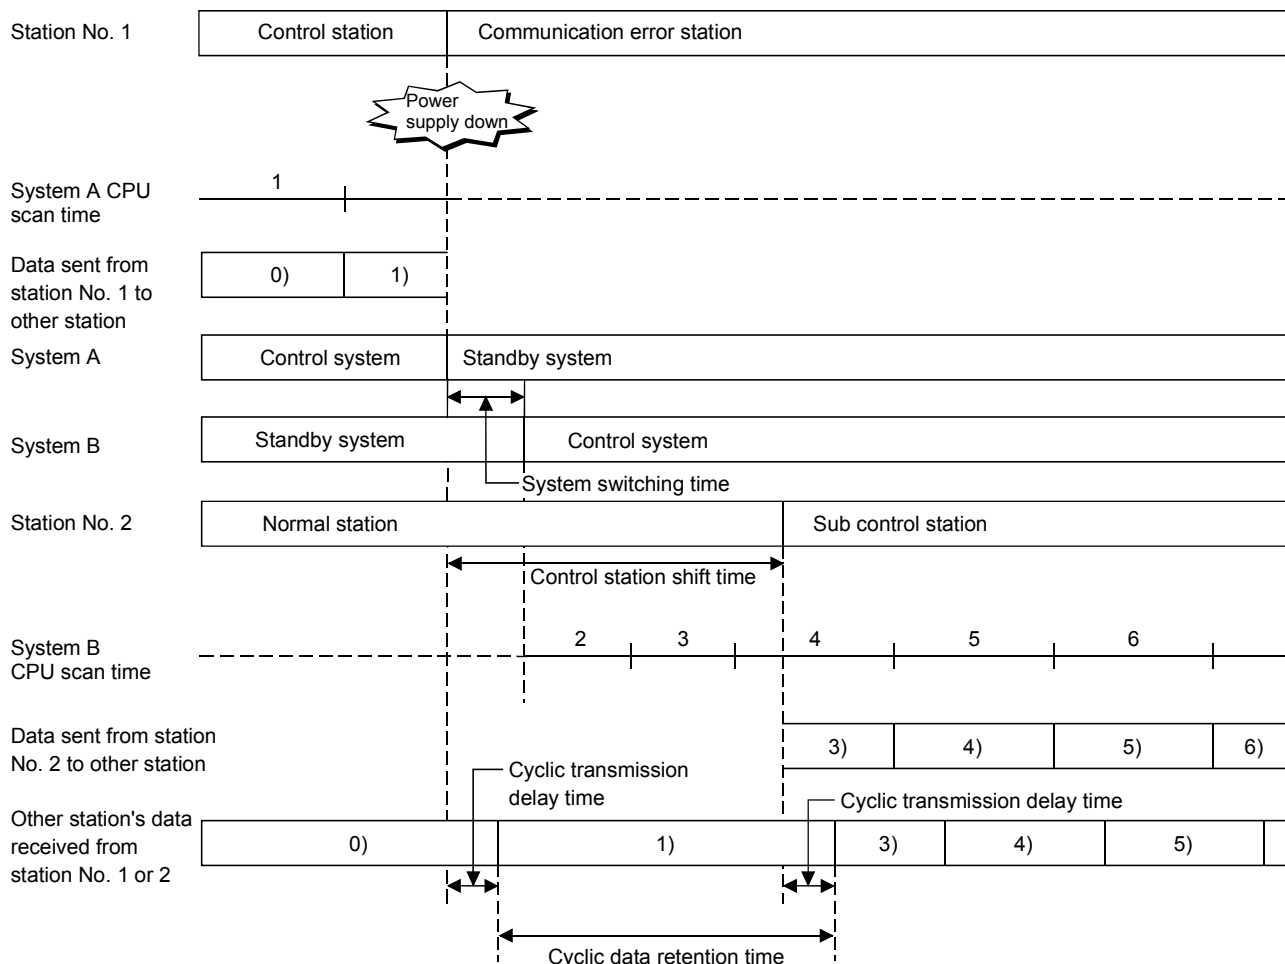 Station No. 1
Control station
Communication error station
Power
supply down
System A CPU
scan time
1
Data sent from
station No. 1 to
other station
0)
1)
System A
Control system
Standby system
System B
Standby system
Control system
System switching time
Station No. 2
Normal station
Sub control station
Control station shift time
System B
CPU scan time
2
3
4
5
6
Data sent from station
No. 2 to other station
3)
4)
5)
6)
Cyclic transmission
delay time
Cyclic transmission delay time
Other station's data
received from
station No. 1 or 2
0)
1)
3)
4)
5)
Cyclic data retention time